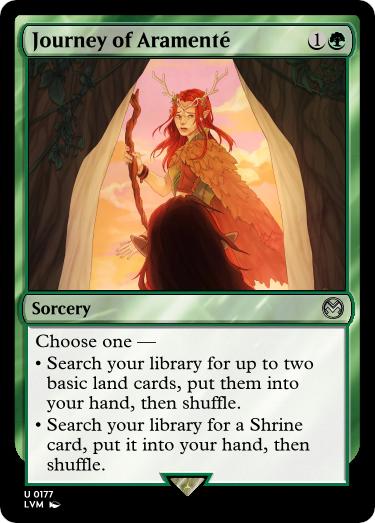 Journey of Aramenté 1
Sorcery
Choose one —
• Search your library for up to two
basic land cards, put them into
your hand, then shuffle.
• Search your library for a Shrine
card, put it into your hand, then
shuffle.
U 0177
LVM